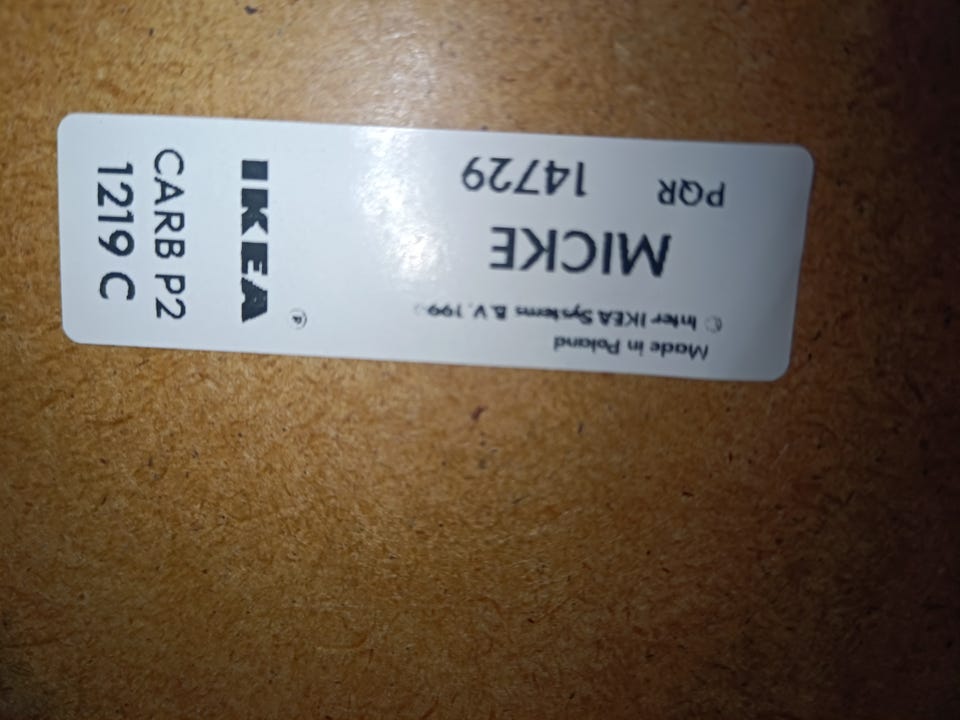 PQR 14729
MICKE
© Inter IKEA Systems B.V. 199
Made in Poland
IKEA ®
CARB P2
1219 C